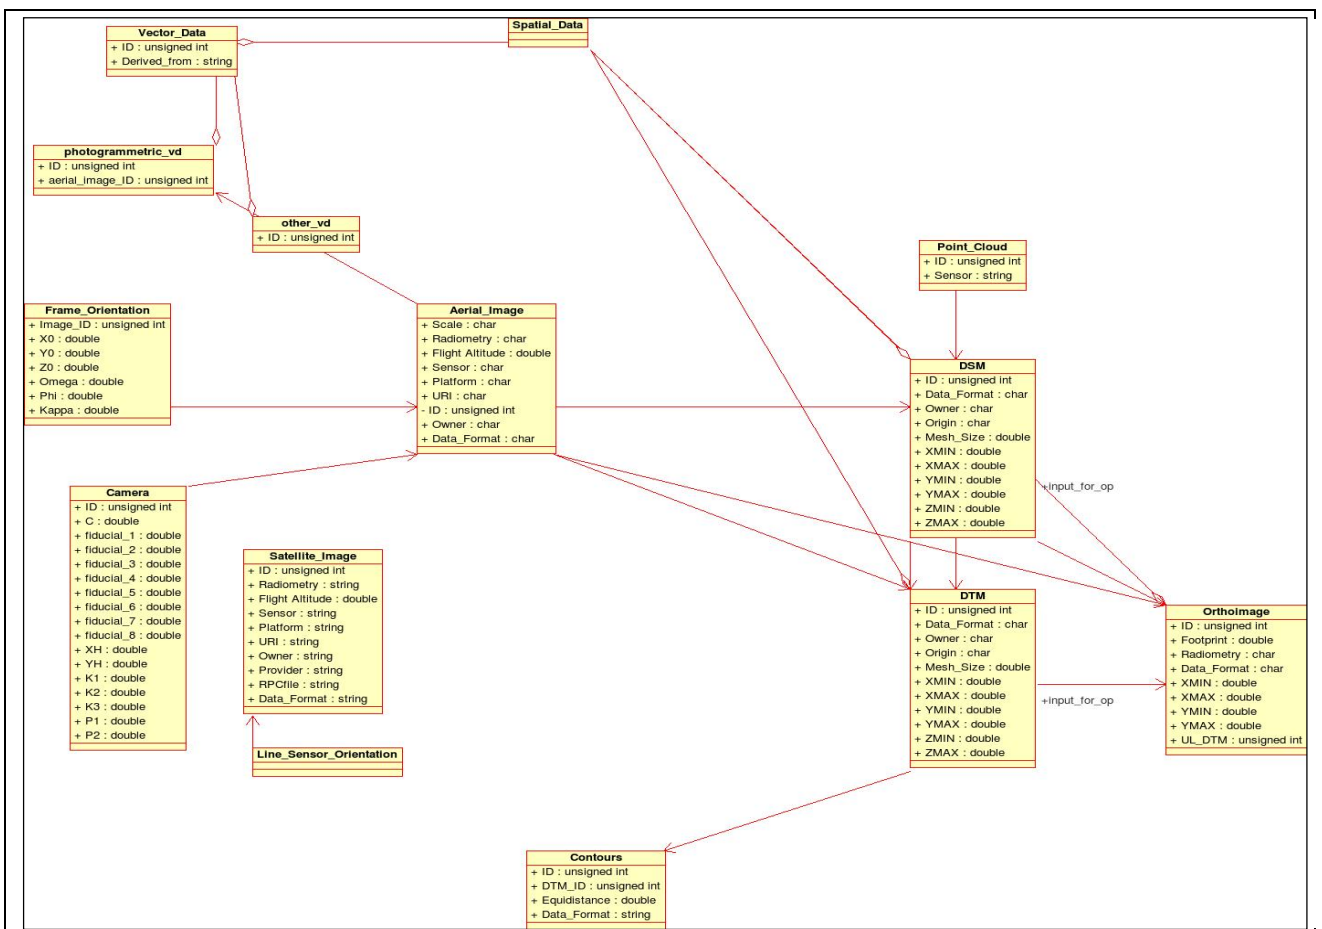 Spatial_Data
Vector_Data
+ ID : unsigned int
+ Derived_from : string
photogrammetric_vd
+ ID : unsigned int
+ aerial_image_ID : unsigned int
other_vd
+ ID : unsigned int
Point_Cloud
+ ID : unsigned int
+ Sensor : string
Frame_Orientation
+ Image_ID : unsigned int
+ X0 : double
+ Y0 : double
+ Z0 : double
+ Omega : double
+ Phi : double
+ Kappa : double
Aerial_Image
+ Scale : char
+ Radiometry : char
+ Flight Altitude : double
+ Sensor : char
+ Platform : char
+ URI : char
- ID : unsigned int
+ Owner : char
+ Data_Format : char
DSM
+ ID : unsigned int
+ Data_Format : char
+ Owner : char
+ Origin : char
+ Mesh_Size : double
+ XMIN : double
+ XMAX : double
+ YMIN : double
+ YMAX : double
+ ZMIN : double
+ ZMAX : double
+input_for_op
Camera
+ ID : unsigned int
+ C : double
+ fiducial_1 : double
+ fiducial_2 : double
+ fiducial_3 : double
+ fiducial_4 : double
+ fiducial_5 : double
+ fiducial_6 : double
+ fiducial_7 : double
+ fiducial_8 : double
+ XH : double
+ YH : double
+ K1 : double
+ K2 : double
+ K3 : double
+ P1 : double
+ P2 : double
Satellite_Image
+ ID : unsigned int
+ Radiometry : string
+ Flight Altitude : double
+ Sensor : string
+ Platform : string
+ URI : string
+ Owner : string
+ Provider : string
+ RPCfile : string
+ Data_Format : string
Line_Sensor_Orientation
DTM
+ ID : unsigned int
+ Data_Format : char
+ Owner : char
+ Origin : char
+ Mesh_Size : double
+ XMIN : double
+ XMAX : double
+ YMIN : double
+ YMAX : double
+ ZMIN : double
+ ZMAX : double
+input_for_op
OrthoImage
+ ID : unsigned int
+ Footprint : double
+ Radiometry : char
+ Data_Format : char
+ XMIN : double
+ XMAX : double
+ YMIN : double
+ YMAX : double
+ UL_DTM : unsigned int
Contours
+ ID : unsigned int
+ DTM_ID : unsigned int
+ Equidistance : double
+ Data_Format : string